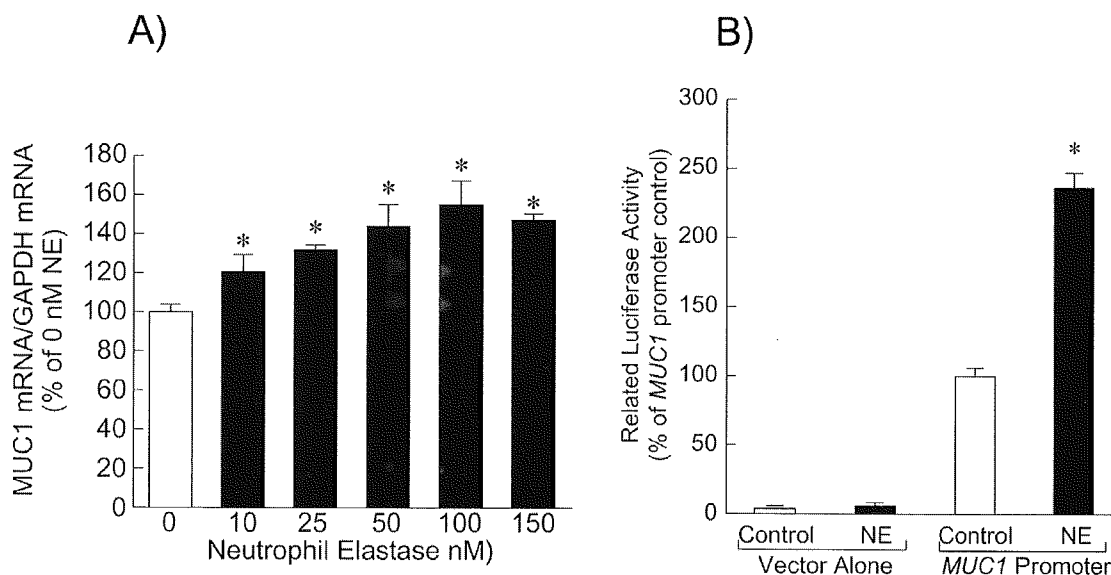 A)
MUC1 mRNA/GAPDH mRNA
(% of 0 nM NE)
180
160
140
120
100
80
60
40
20
0
* * * * *
0 10 25 50 100 150
Neutrophil Elastase nM)
B)
Related Luciferase Activity
(% of MUC1 promoter control)
300
250
200
150
100
50
0
*
Control NE Control NE
Vector Alone MUC1 Promoter